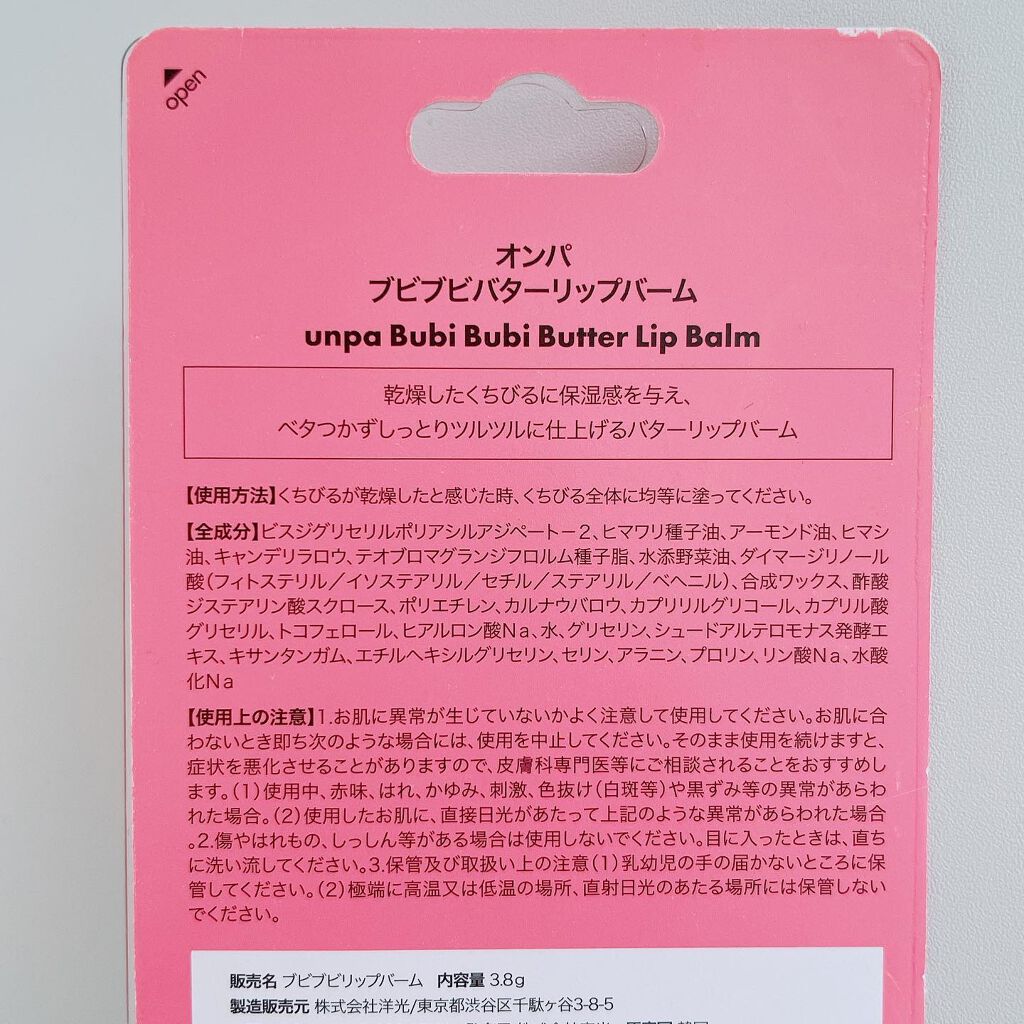 open
オンパ
ブビブビバターリップバーム
unpa Bubi Bubi Butter Lip Balm
乾燥したくちびるに保湿感を与え、
ベタつかずしっとりツルツルに仕上げるバターリップバーム
【使用方法】くちびるが乾燥したと感じた時、くちびる全体に均等に塗ってください。
【全成分】ビスジグリセリルポリアシルアジペート－2、ヒマワリ種子油、アーモンド油、ヒマシ
油、キャンデリラロウ、テオブロマグランジフロルム種子脂、水添野菜油、ダイマージリノール
酸（フィトステリル／イソステアリル／セチル／ステアリル／ベヘニル）、合成ワックス、酢酸
ジステアリン酸スクロース、ポリエチレン、カルナウバロウ、カプリリルグリコール、カプリル酸
グリセリル、トコフェロール、ヒアルロン酸Ｎａ、水、グリセリン、シュードアルテロモナス発酵エ
キス、キサンタンガム、エチルヘキシルグリセリン、セリン、アラニン、プロリン、リン酸Ｎａ、水酸
化Ｎａ
【使用上の注意】1.お肌に異常が生じていないかよく注意して使用してください。お肌に合
わないとき即ち次のような場合には、使用を中止してください。そのまま使用を続けますと、
症状を悪化させることがありますので、皮膚科専門医等にご相談されることをおすすめし
ます。（1）使用中、赤味、はれ、かゆみ、刺激、色抜け（白斑等）や黒ずみ等の異常があらわ
れた場合。（2）使用したお肌に、直接日光があたって上記のような異常があらわれた場合
。2.傷やはれもの、しっしん等がある場合は使用しないでください。目に入ったときは、直ち
に洗い流してください。3.保管及び取扱い上の注意（1）乳幼児の手の届かないところに保
管してください。（2）極端に高温又は低温の場所、直射日光のあたる場所には保管しない
でください。
販売名 ブビブビリップバーム 内容量 3.8g
製造販売元 株式会社洋光/東京都渋谷区千駄ヶ谷3-8-5